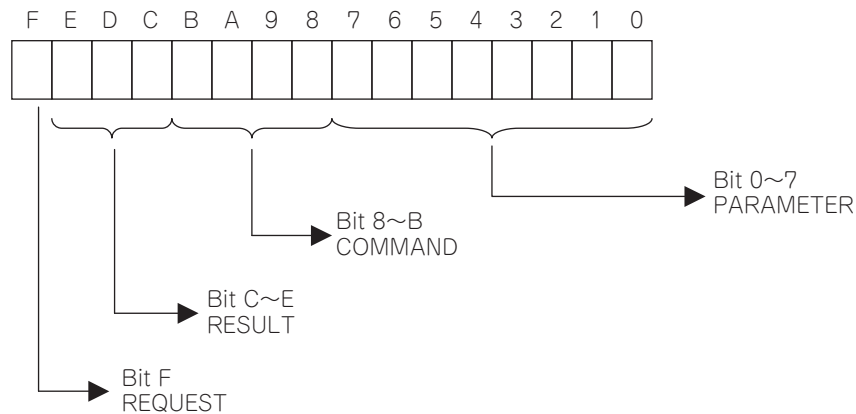 F E D C B A 9 8 7 6 5 4 3 2 1 0
Bit 0~7
PARAMETER
Bit 8~B
COMMAND
Bit C~E
RESULT
Bit F
REQUEST